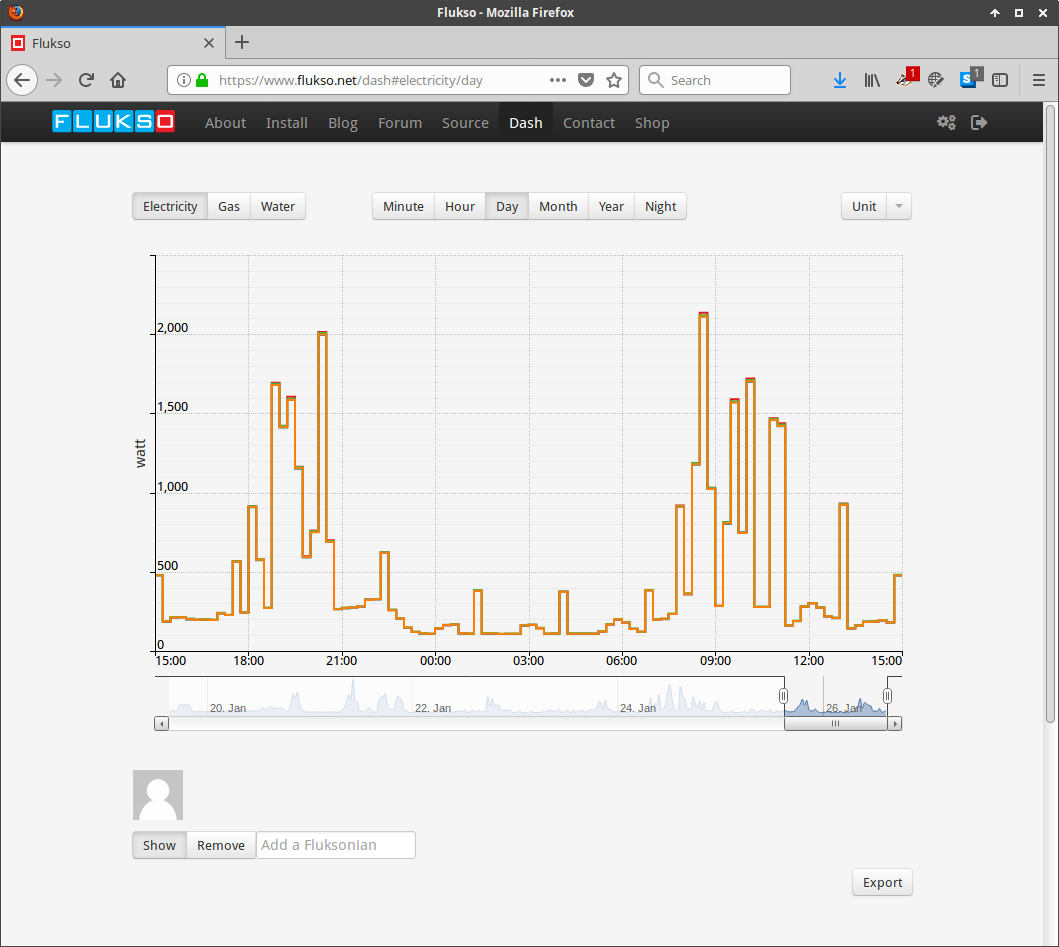 Flukso - Mozilla Firefox
Flukso
https://www.flukso.net/dash#electricity/day
Search
1
S 1
FLUKSO About Install Blog Forum Source Dash Contact Shop
Electricity Gas Water Minute Hour Day Month Year Night Unit
2,000
1,500
watt
1,000
500
0
15:00 18:00 21:00 00:00 03:00 06:00 09:00 12:00 15:00
20. Jan 22. Jan 24. Jan 26. Jan
Show Remove Add a Fluksonian
Export